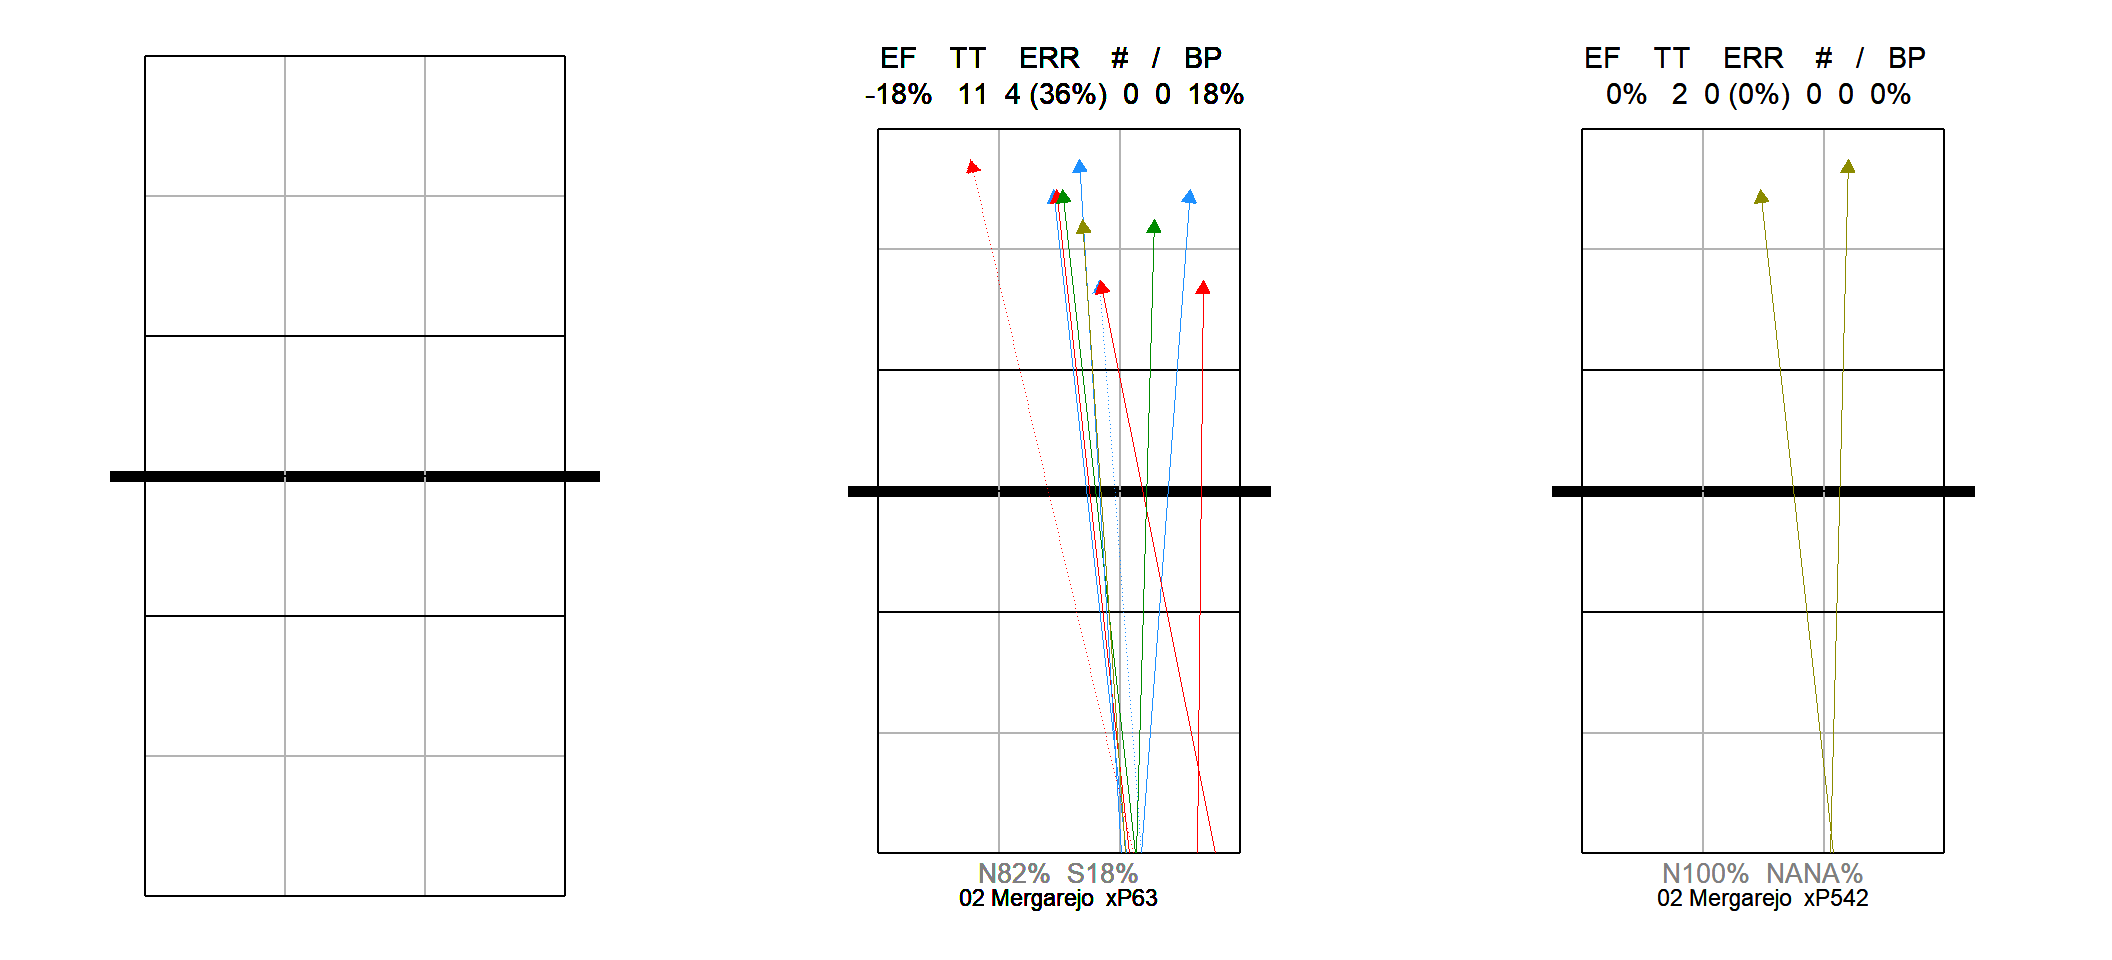 EF TT ERR # / BP
-18% 11 4 (36%) 0 0 18%
N82% S18%
02 Mergarejo xP63
EF TT ERR # / BP
0% 2 0 (0%) 0 0 0%
N100% NANA%
02 Mergarejo xP542